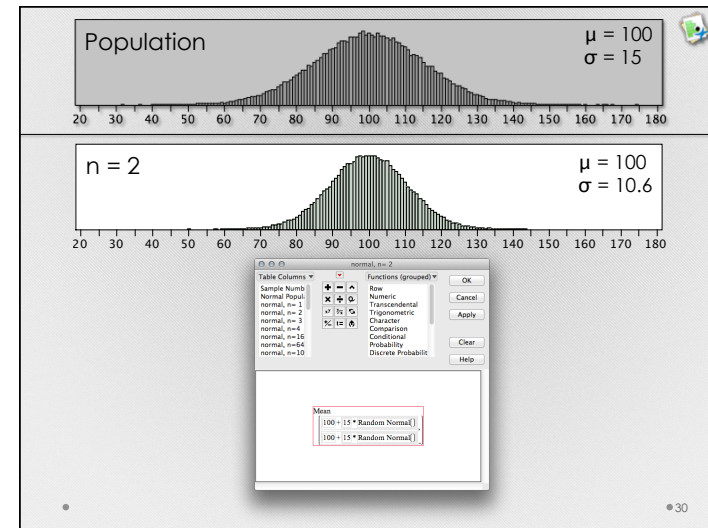 Population
μ = 100
σ = 15
20 30 40 50 60 70 80 90 100 110 120 130 140 150 160 170 180
n = 2
μ = 100
σ = 10.6
20 30 40 50 60 70 80 90 100 110 120 130 140 150 160 170 180
normal, n= 2
Table Columns
Sample Numb
Normal Popul
normal, n= 1
normal, n= 2
normal, n= 3
normal, n=4
normal, n=16
normal, n=64
normal, n=10
Functions (grouped)
Row
Numeric
Transcendental
Trigonometric
Character
Comparison
Conditional
Probability
Discrete Probabilit
OK
Cancel
Apply
Clear
Help
Mean
100 + 15 * Random Normal[] ,
100 + 15 * Random Normal[]
30